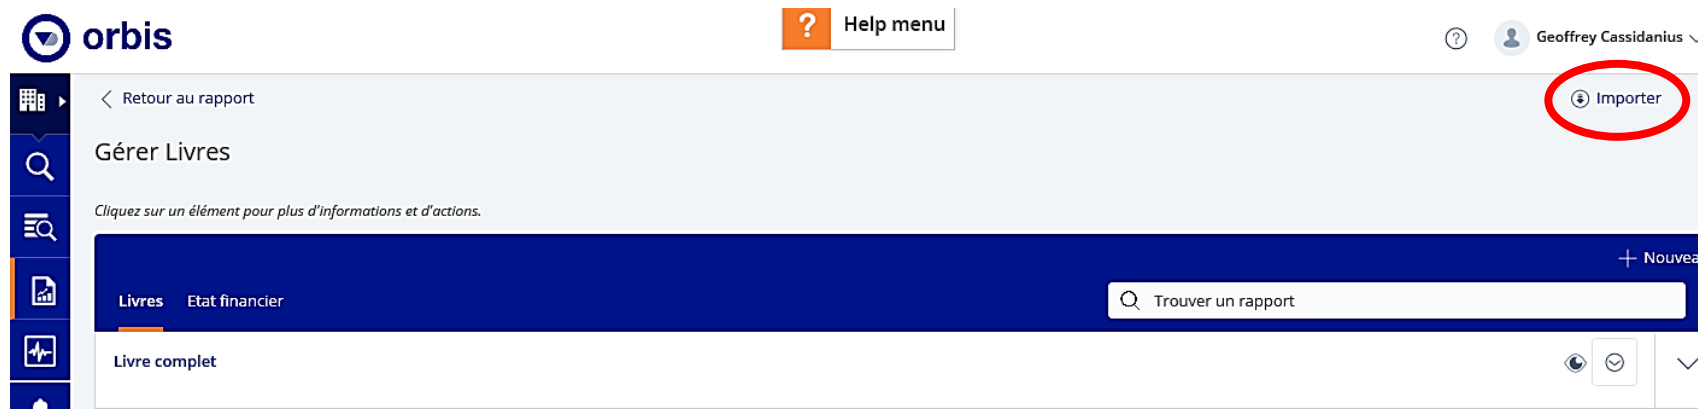 orbis
? Help menu
? Geoffrey Cassidanius
Retour au rapport
Importer
Gérer Livres
Cliquez sur un élément pour plus d'informations et d'actions.
+ Nouvea
Livres Etat financier
Trouver un rapport
Livre complet